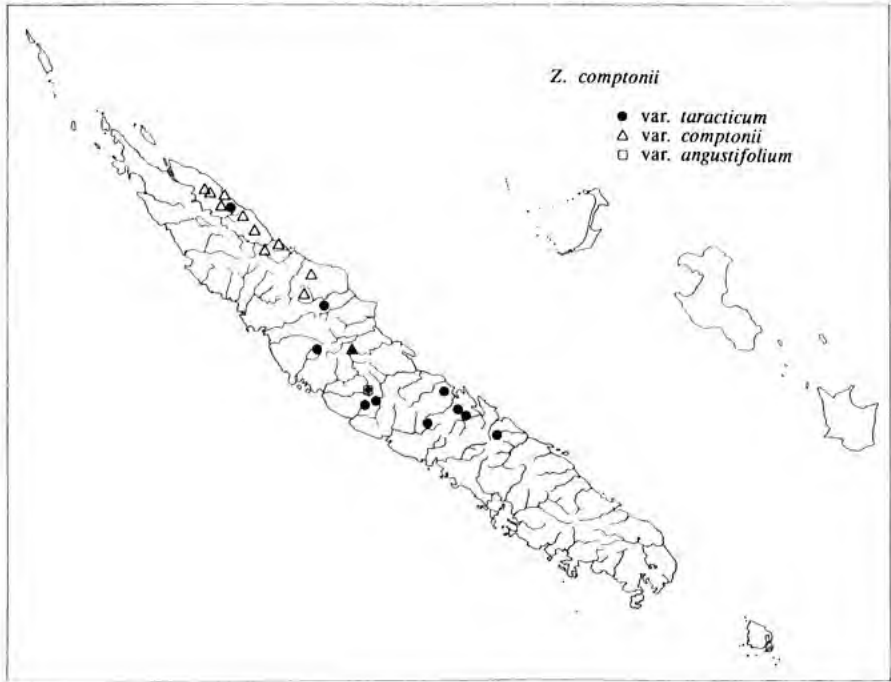 Z. comptonii
var. taracticum
var. comptonii
var. angustifolium